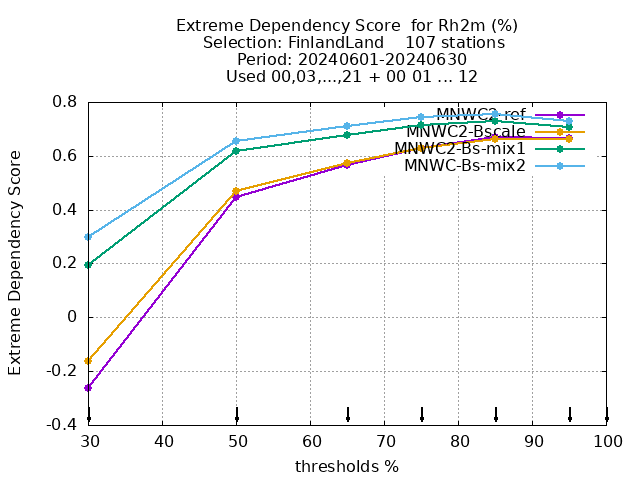 Extreme Dependency Score  for Rh2m (%)
Selection: FinlandLand    107 stations
Period: 20240601-20240630
Used 00,03,...,21 + 00 01 ... 12
Extreme Dependency Score
0.8
0.6
0.4
0.2
0
-0.2
-0.4
MNWC2-ref
MNWC2-Bscale
MNWC2-Bs-mix1
MNWC-Bs-mix2
30 40 50 60 70 80 90 100
thresholds %